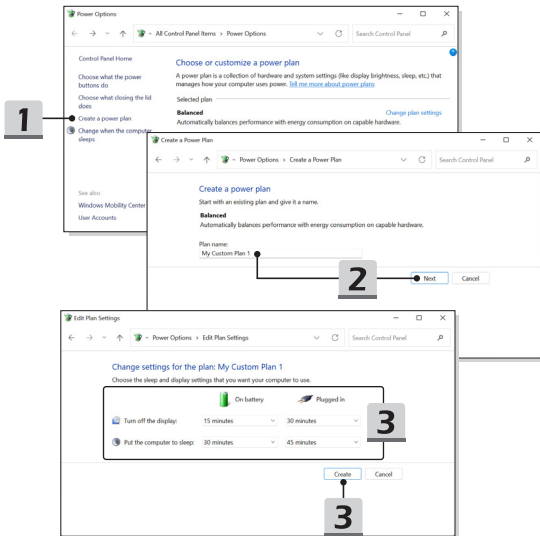 Power Options
All Control Panel Items > Power Options
Search Control Panel
Control Panel Home
Choose what the power
buttons do
Choose what closing the lid
does
1
Create a power plan
Change when the computer
sleeps
See also
Windows Mobility Center
User Accounts
Choose or customize a power plan
A power plan is a collection of hardware and system settings (like display brightness, sleep, etc.) that
manages how your computer uses power. Tell me more about power plans
Selected plan
Balanced
Change plan settings
Automatically balances performance with energy consumption on capable hardware.
Create a Power Plan
Power Options > Create a Power Plan
Search Control Panel
Create a power plan
Start with an existing plan and give it a name.
Balanced
Automatically balances performance with energy consumption on capable hardware.
Plan name:
My Custom Plan 1
2
Next Cancel
Edit Plan Settings
Power Options > Edit Plan Settings
Search Control Panel
Change settings for the plan: My Custom Plan 1
Choose the sleep and display settings that you want your computer to use.
On battery Plugged in
Turn off the display: 15 minutes 30 minutes
3
Put the computer to sleep: 30 minutes 45 minutes
Create Cancel
3